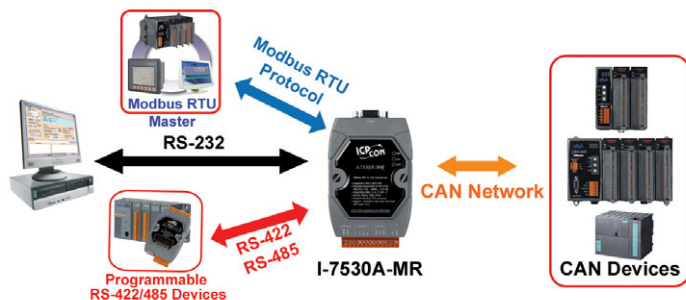 Modbus RTU
Master
Modbus RTU
Protocol
RS-232
ICP
CON
CAN Network
RS-422
RS-485
Programmable
RS-422/485 Devices
I-7530A-MR
CAN Devices